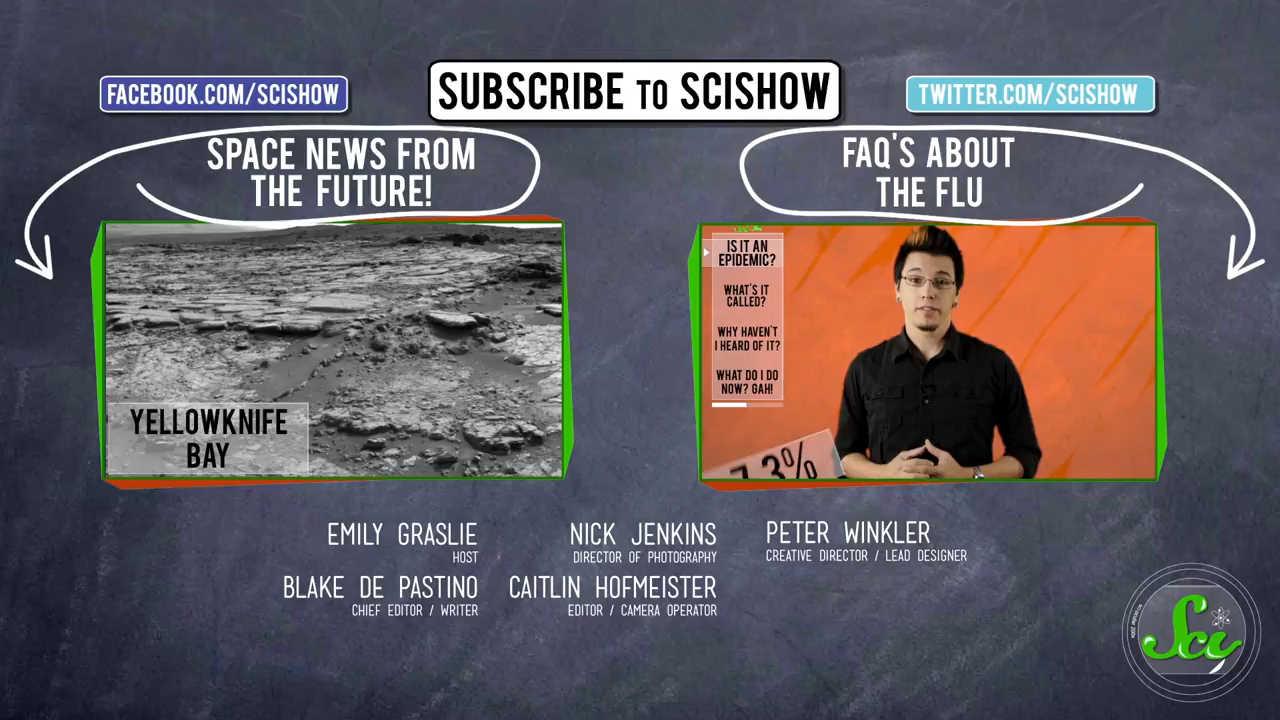 FACEBOOK.COM/SCISHOW
SUBSCRIBE TO SCISHOW
TWITTER.COM/SCISHOW
SPACE NEWS FROM
THE FUTURE!
FAQ'S ABOUT
THE FLU
IS IT AN
EPIDEMIC?
WHAT'S IT
CALLED?
WHY HAVEN'T
I HEARD OF IT?
WHAT DO I DO
NOW? GAH!
7.3%
YELLOWKNIFE
BAY
EMILY GRASLIE
HOST
NICK JENKINS
DIRECTOR OF PHOTOGRAPHY
PETER WINKLER
CREATIVE DIRECTOR / LEAD DESIGNER
BLAKE DE PASTINO
CHIEF EDITOR / WRITER
CAITLIN HOFMEISTER
EDITOR / CAMERA OPERATOR
Sci